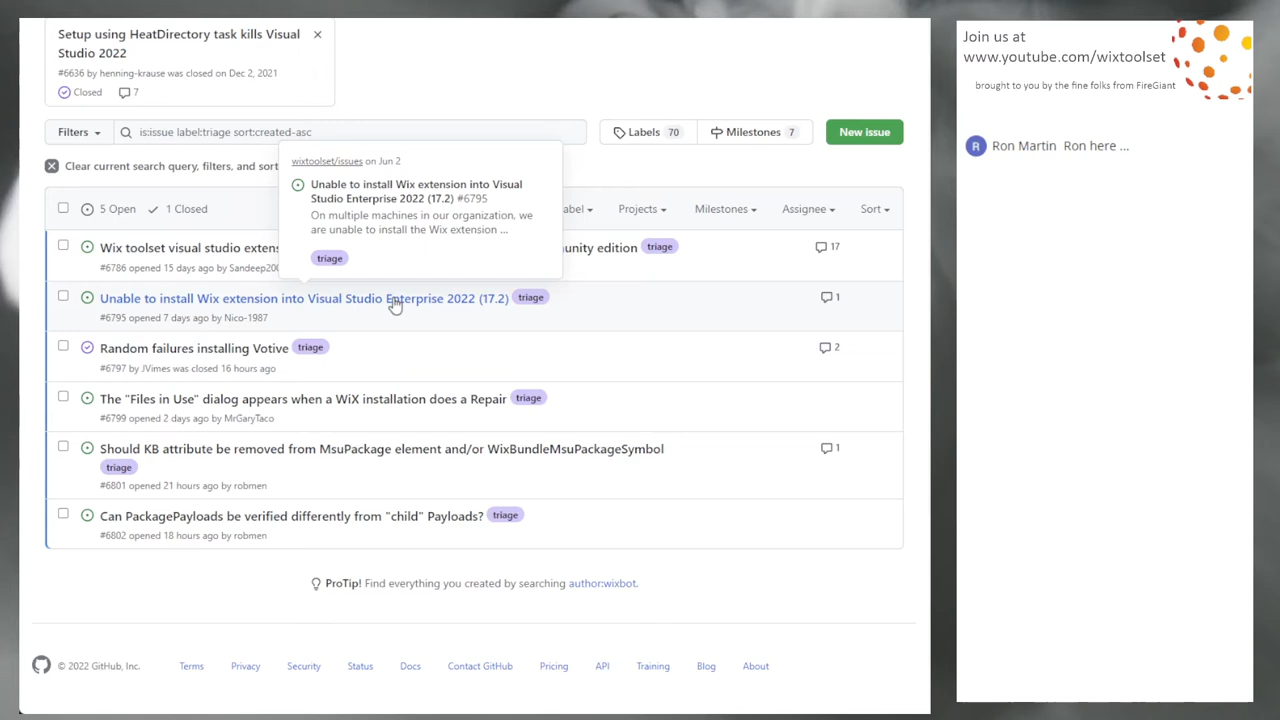 Setup using HeatDirectory task kills Visual
Studio 2022
#6636 by henning-krause was closed on Dec 2, 2021
Closed 7
Filters is:issue label:triage sort:created-asc Labels 70 Milestones 7 New issue
wixtoolset/issues on Jun 2
Clear current search query, filters, and sort
Unable to install Wix extension into Visual
Studio Enterprise 2022 (17.2) #6795
On multiple machines in our organization, we
are unable to install the Wix extension ...
triage
5 Open 1 Closed abel Projects Milestones Assignee Sort
Wix toolset visual studio extens unity edition triage 17
#6786 opened 15 days ago by Sandeep200
Unable to install Wix extension into Visual Studio Enterprise 2022 (17.2) triage 1
#6795 opened 7 days ago by Nico-1987
Random failures installing Votive triage 2
#6797 by JVimes was closed 16 hours ago
The "Files in Use" dialog appears when a WiX installation does a Repair triage
#6799 opened 2 days ago by MrGaryTaco
Should KB attribute be removed from MsuPackage element and/or WixBundleMsuPackageSymbol 1
triage
#6801 opened 21 hours ago by robmen
Can PackagePayloads be verified differently from "child" Payloads? triage
#6802 opened 18 hours ago by robmen
ProTip! Find everything you created by searching author:wixbot.
© 2022 GitHub, Inc. Terms Privacy Security Status Docs Contact GitHub Pricing API Training Blog About
Join us at
www.youtube.com/wixtoolset
brought to you by the fine folks from FireGiant
R Ron Martin Ron here ...